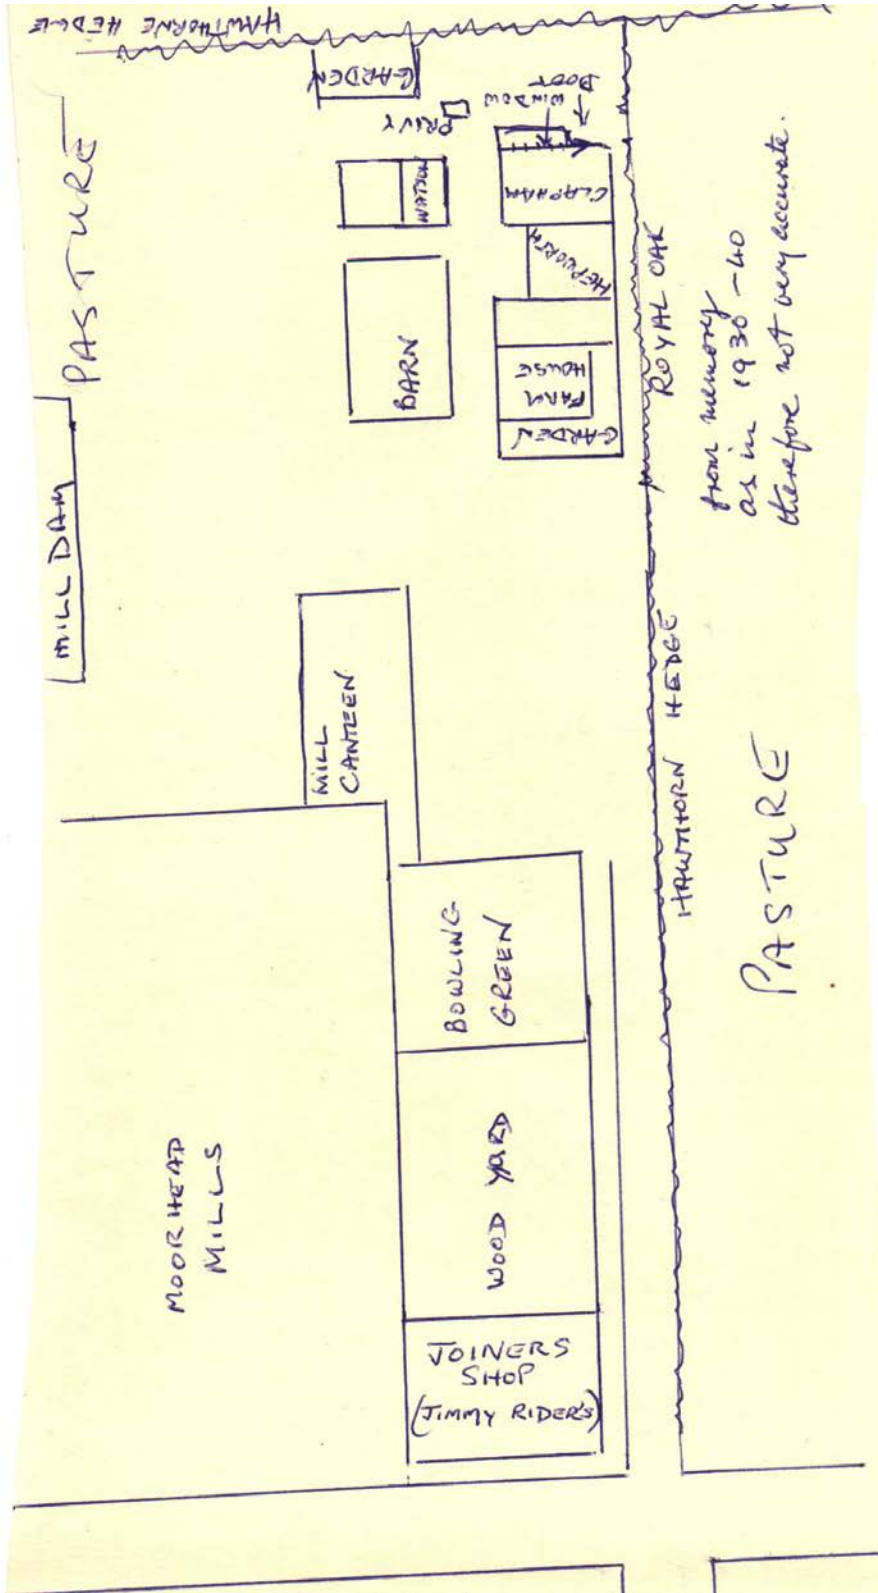 HAWTHORNE HEDGE
GARDEN
PRIVY
WINDOW
DOOR
PASTURE
WATSON
CLAPHAM
HEPWORTH
BARN
FARM
HOUSE
GARDEN
ROYAL OAK
from memory
as in 1930-40
therefore not very accurate.
MILL DAM
MILL
CANTEEN
HAWTHORN HEDGE
PASTURE
BOWLING
GREEN
MOORHEAD
MILLS
WOOD YARD
JOINERS
SHOP
(JIMMY RIDER'S)